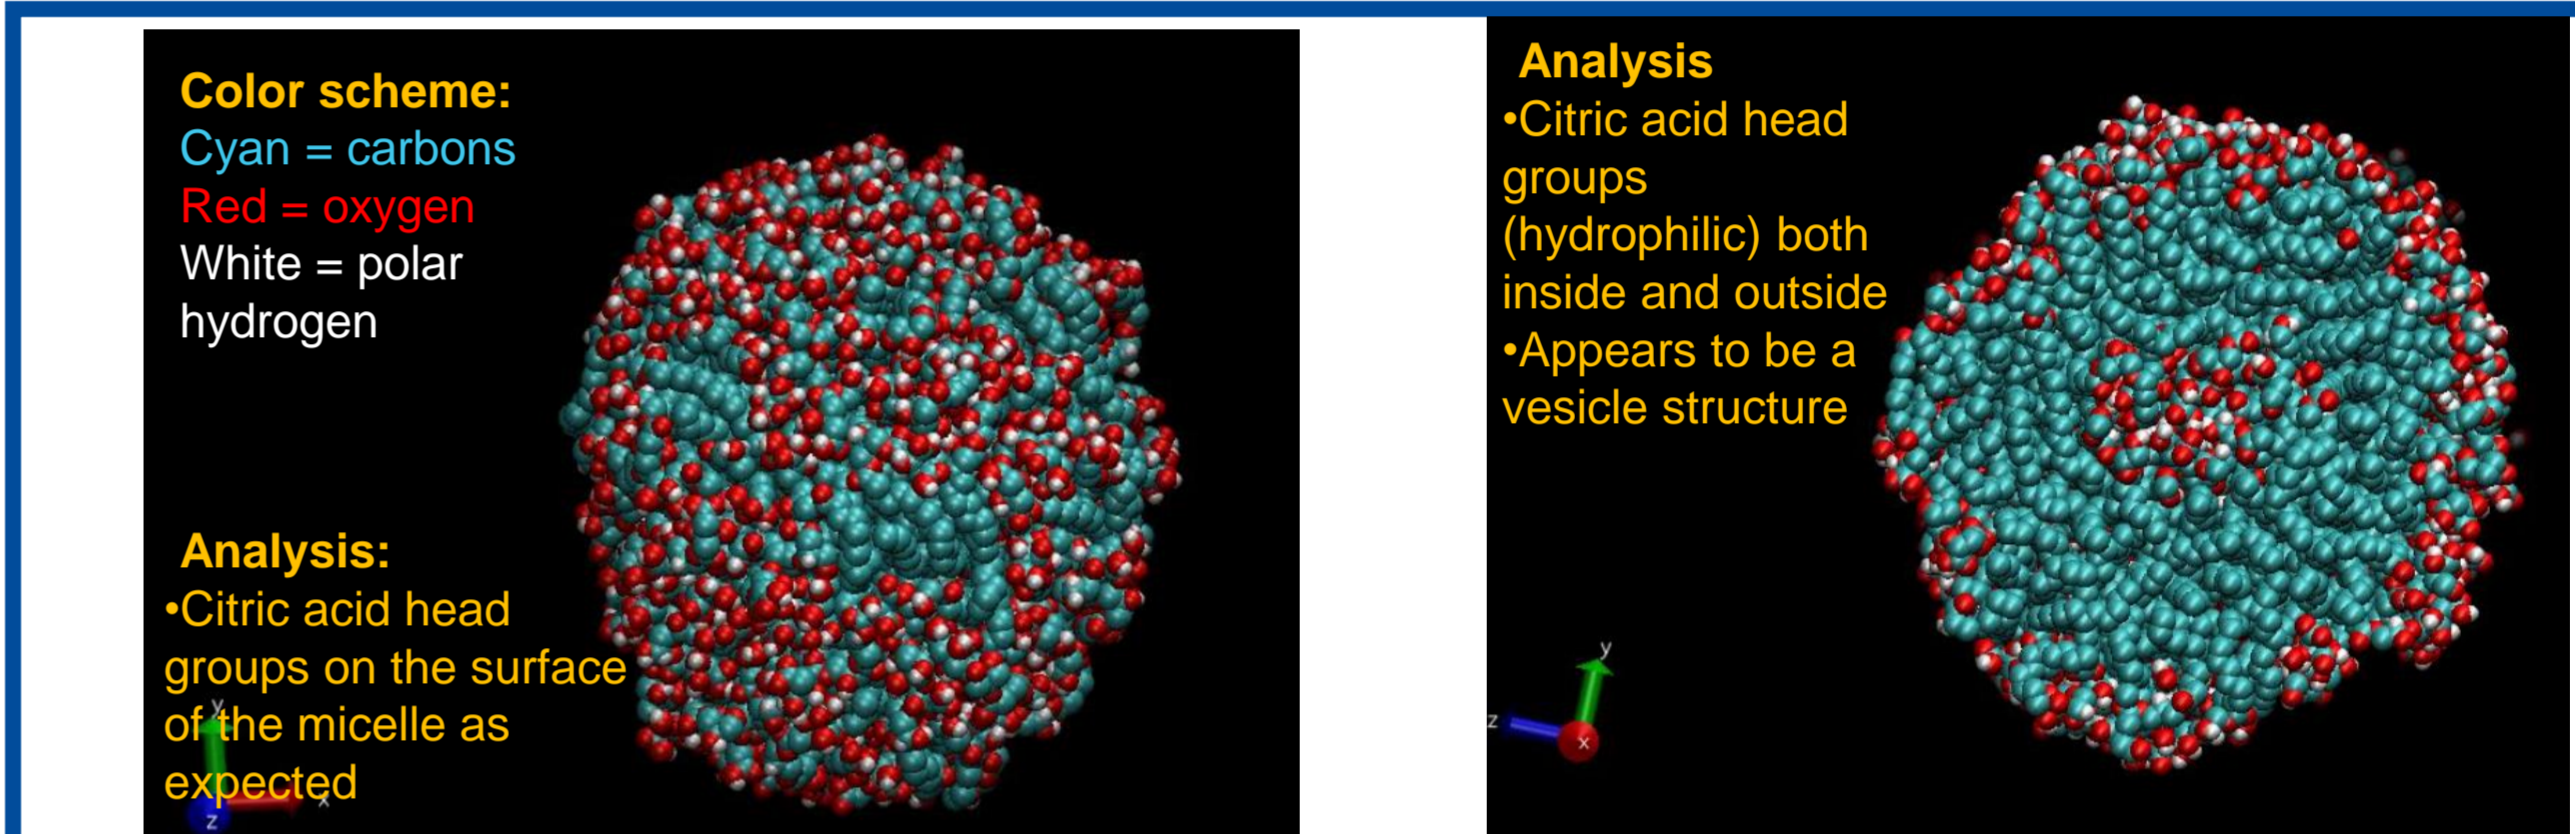 Color scheme:
Cyan = carbons
Red = oxygen
White = polar
hydrogen
Analysis:
•Citric acid head
groups on the surface
of the micelle as
expected
y
x
z
Analysis
•Citric acid head
groups
(hydrophilic) both
inside and outside
•Appears to be a
vesicle structure
y
z
x